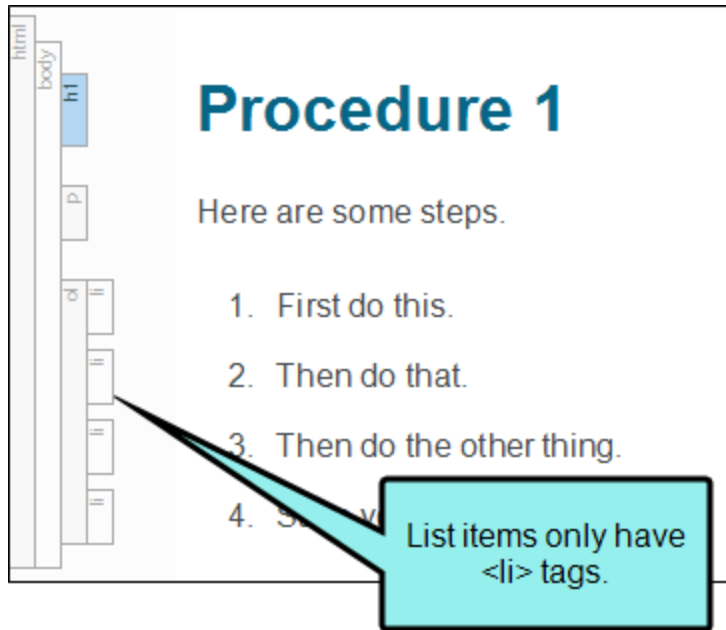 html
body
h1
Procedure 1
p
Here are some steps.
ol
li
1. First do this.
li
2. Then do that.
li
3. Then do the other thing.
li
4.
List items only have
<li> tags.